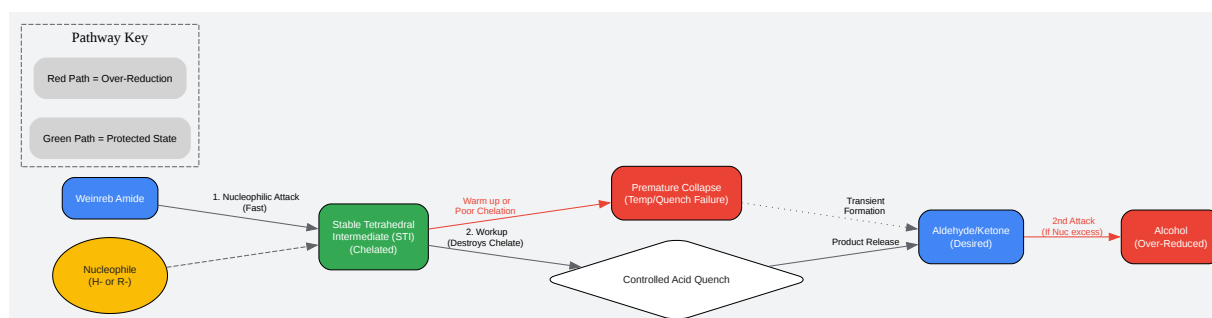 Pathway Key
Red Path = Over-Reduction
Green Path = Protected State
Weinreb Amide
Nucleophile
(H- or R-)
1. Nucleophilic Attack
(Fast)
Stable Tetrahedral
Intermediate (STI)
(Chelated)
Warm up or
Poor Chelation
2. Workup
(Destroys Chelate)
Premature Collapse
(Temp/Quench Failure)
Controlled Acid Quench
Transient
Formation
Product Release
Aldehyde/Ketone
(Desired)
2nd Attack
(If Nuc excess)
Alcohol
(Over-Reduced)